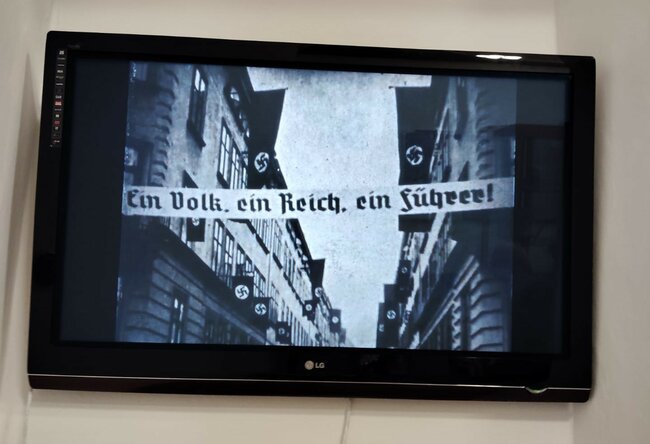 Ein Volk, ein Reich, ein Führer!
LG